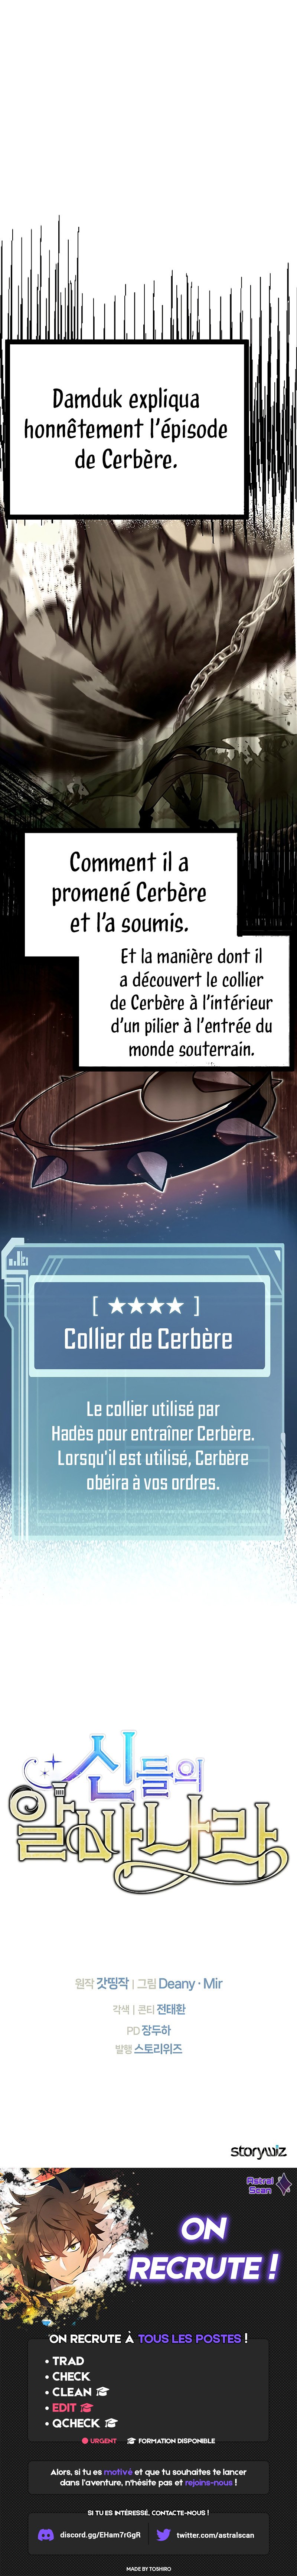 Damduk expliqua
honnêtement l'épisode
de Cerbère.
Comment il a
promené Cerbère
et l'a soumis.
Et la manière dont il
a découvert le collier
de Cerbère à l'intérieur
d'un pilier à l'entrée du
monde souterrain.
[ ★★★★ ]
Collier de Cerbère
Le collier utilisé par
Hadès pour entraîner Cerbère.
Lorsqu'il est utilisé, Cerbère
obéira à vos ordres.
신들의
알바나라
원작 갓띵작 | 그림 Deany · Mir
각색 | 콘티 전태환
PD 장두하
발행 스토리위즈
storywiz
Astral
Scan
ON
RECRUTE !
ON RECRUTE À TOUS LES POSTES !
• TRAD
• CHECK
• CLEAN
• EDIT
• QCHECK
URGENT FORMATION DISPONIBLE
Alors, si tu es motivé et que tu souhaites te lancer
dans l'aventure, n'hésite pas et rejoins-nous !
SI TU ES INTÉRESSÉ, CONTACTE-NOUS !
discord.gg/EHam7rGgR twitter.com/astralscan
MADE BY TOSHIRO